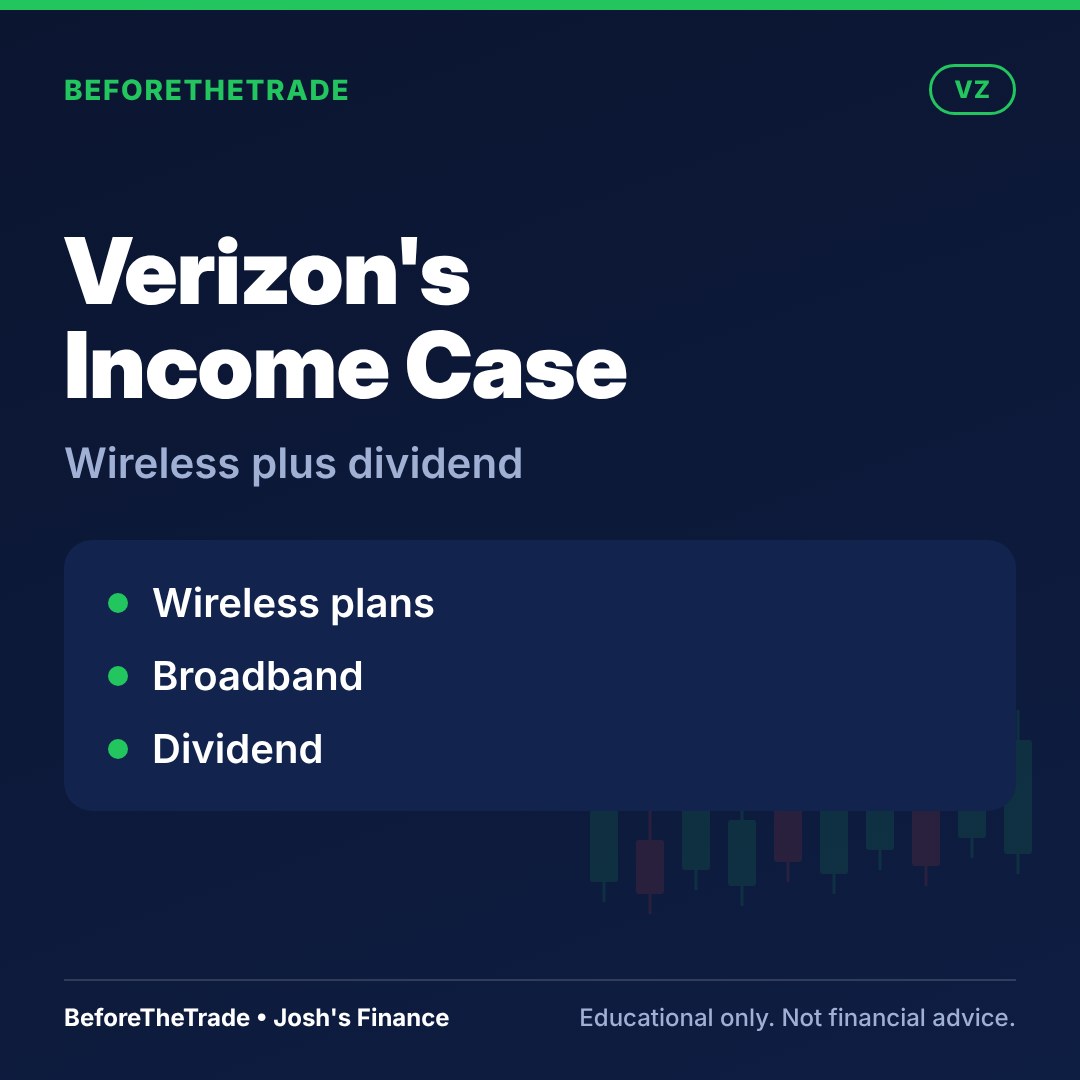 BEFORETHETRADE
VZ
Verizon's
Income Case
Wireless plus dividend
Wireless plans
Broadband
Dividend
BeforeTheTrade • Josh's Finance
Educational only. Not financial advice.